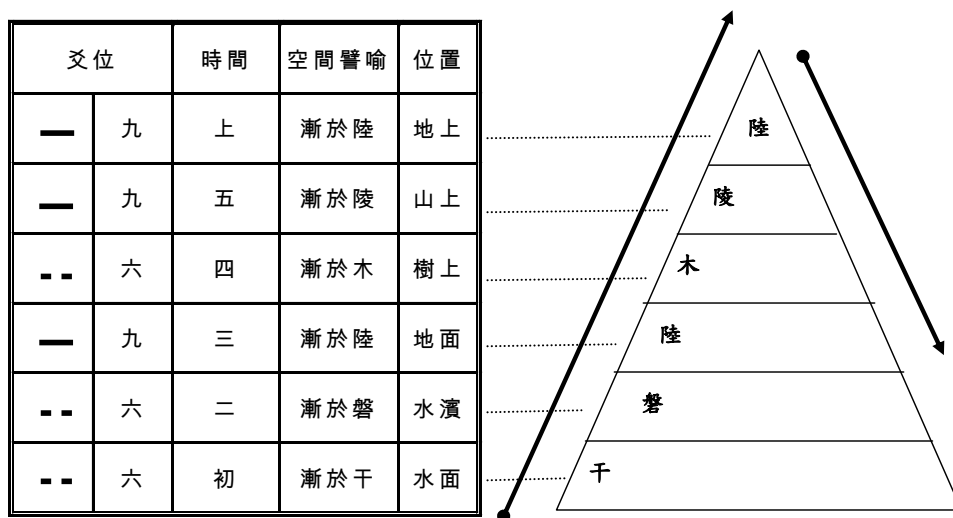 爻位 時間 空間譬喻 位置
九 上 漸於陸 地上
九 五 漸於陵 山上
六 四 漸於木 樹上
九 三 漸於陸 地面
六 二 漸於磐 水濱
六 初 漸於干 水面
陸
陵
木
陸
磐
干